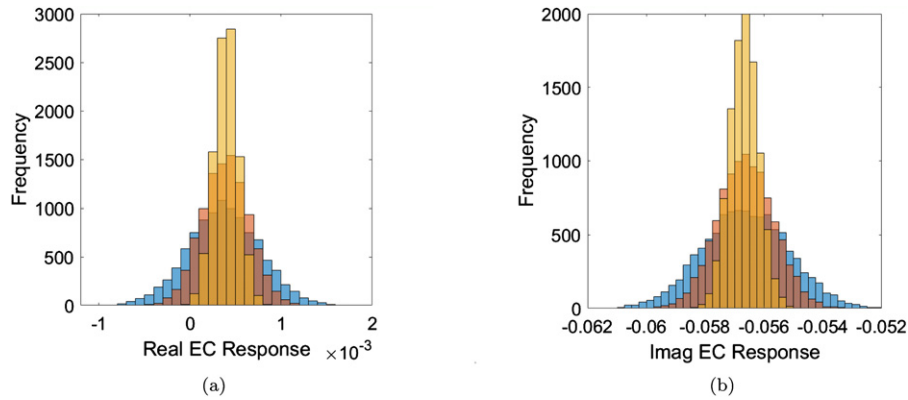 3000
2500
2000
1500
1000
500
0
Frequency
-1 0 1 2
Real EC Response ×10⁻³
(a)
2000
1500
1000
500
0
Frequency
-0.062 -0.06 -0.058 -0.056 -0.054 -0.052
Imag EC Response
(b)